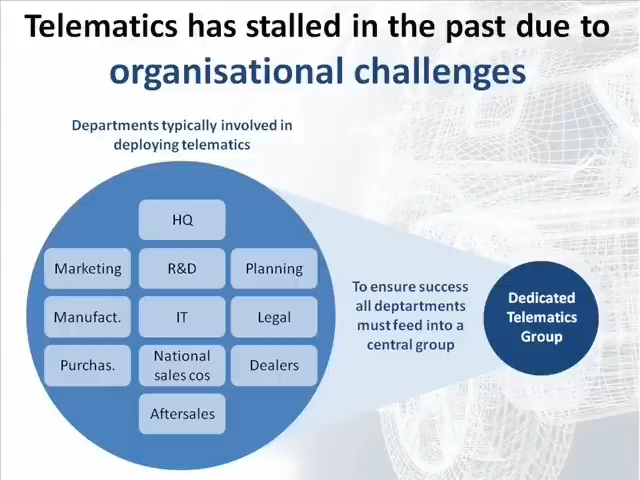 Telematics has stalled in the past due to
organisational challenges
Departments typically involved in
deploying telematics
HQ
Marketing
R&D
Planning
Manufact.
IT
Legal
Purchas.
National
sales cos
Dealers
Aftersales
To ensure success
all deptartments
must feed into a
central group
Dedicated
Telematics
Group